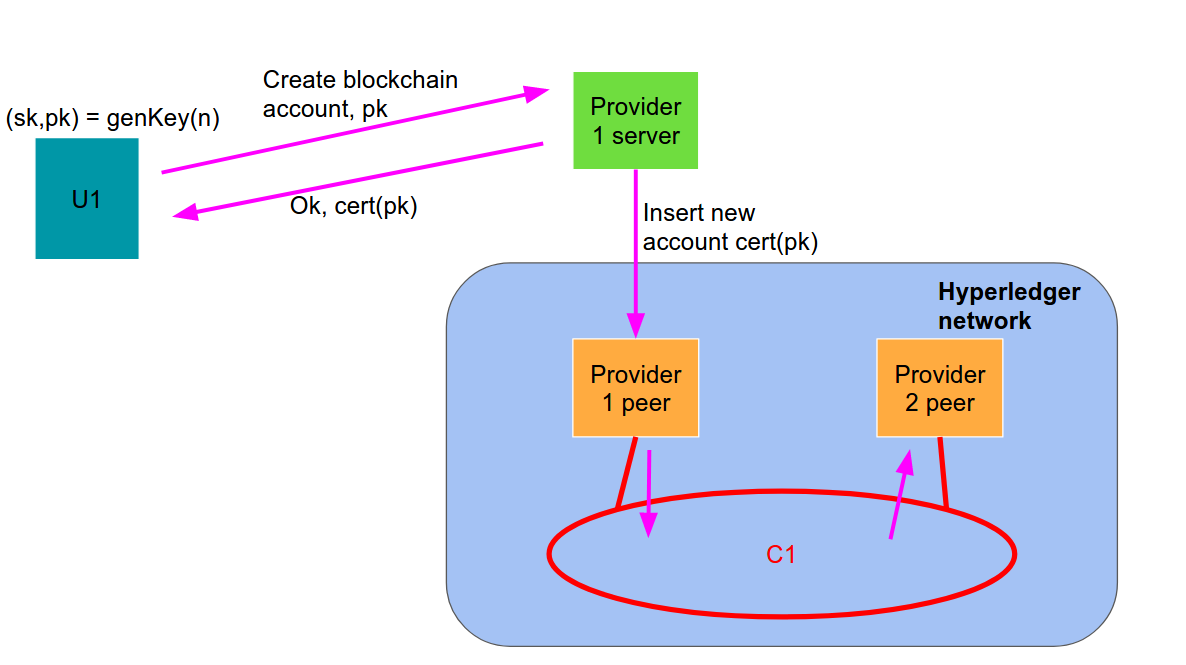 Create blockchain
account, pk
(sk,pk) = genKey(n)
Provider
1 server
U1
Ok, cert(pk)
Insert new
account cert(pk)
Hyperledger
network
Provider
1 peer
Provider
2 peer
C1